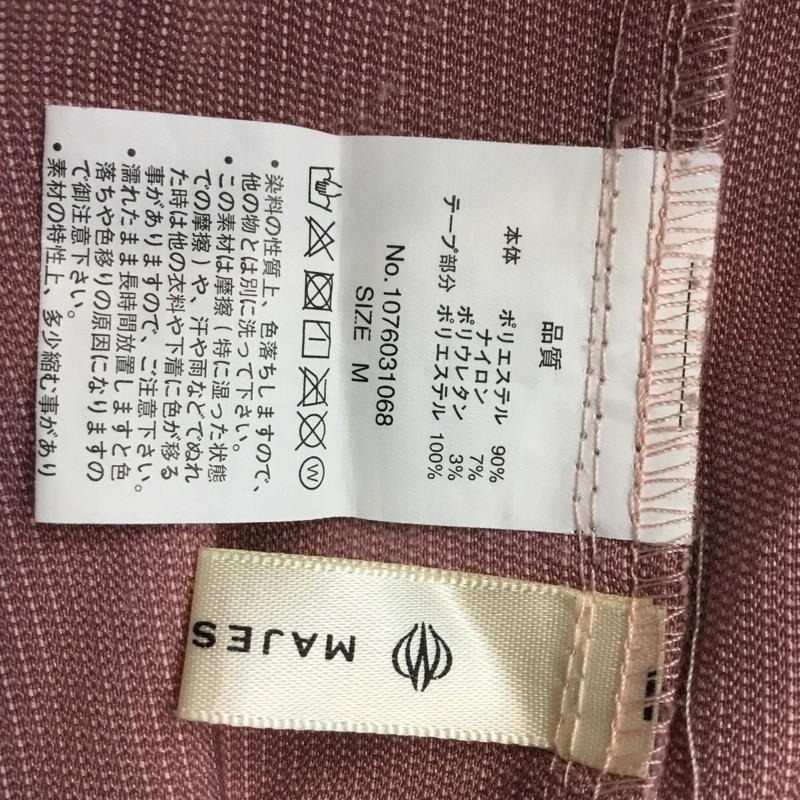 品質
本体 ポリエステル 90%
ナイロン 7%
ポリウレタン 3%
テープ部分 ポリエステル 100%
No. 1076031068
SIZE M
W
• 染料の性質上、色落ちしますので、
他の物とは別に洗って下さい。
• この素材は摩擦(特に湿った状態
での摩擦)や、汗や雨などでぬれ
た時は他の衣料や下着に色が移る
事がありますので、ご注意下さい。
• 濡れたまま長時間放置しますと色
落ちや色移りの原因になりますの
で御注意下さい。
• 素材の特性上、多少縮む事があり
MAJES